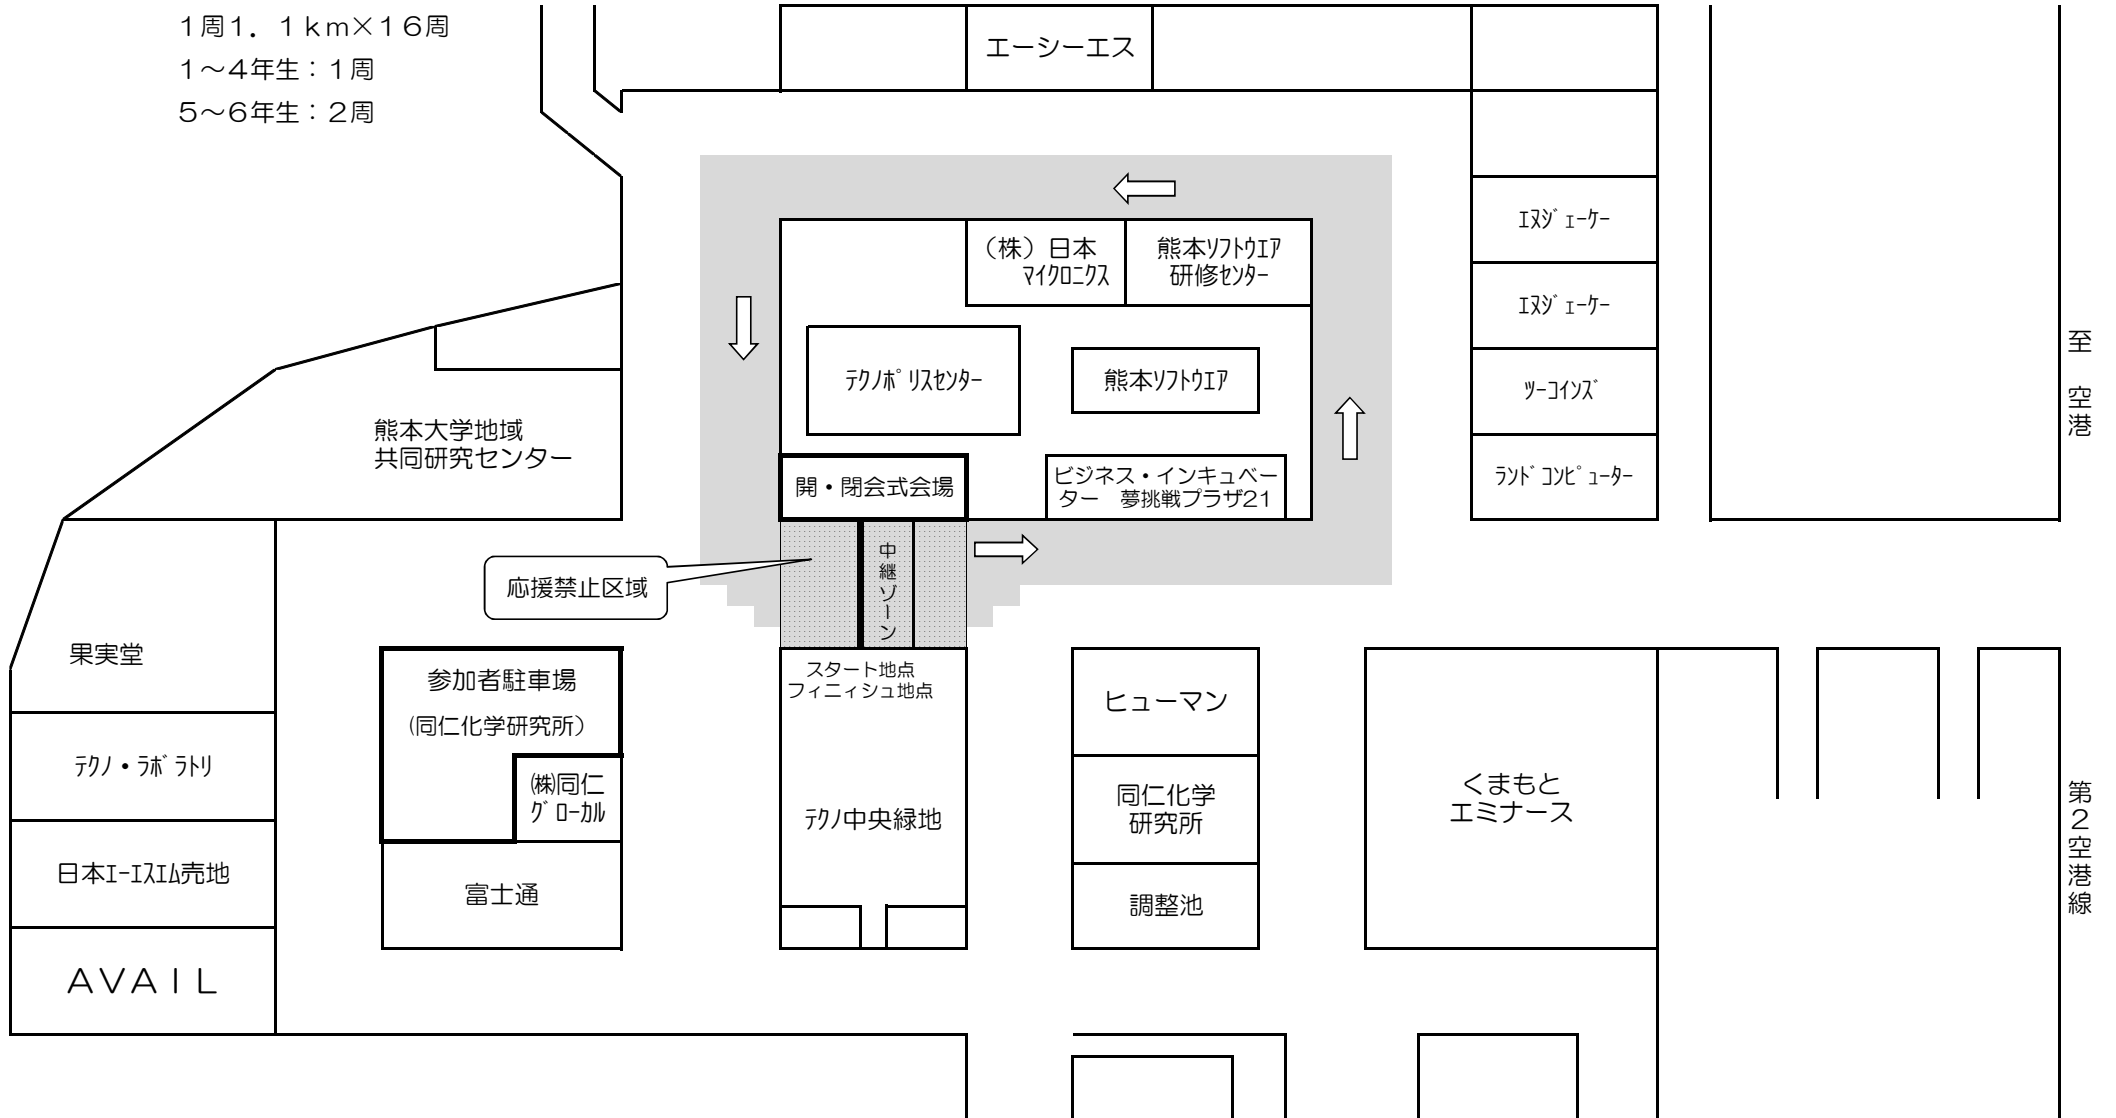 １周１．１ｋｍ×１６周
１～４年生：１周
５～６年生：２周
エーシーエス
（株）日本
ﾏｲｸﾛﾆｸｽ
熊本ｿﾌﾄｳｴｱ
研修ｾﾝﾀｰ
ｴﾇｼﾞｪｰｹｰ
ｴﾇｼﾞｪｰｹｰ
ﾂｰｺｲﾝｽﾞ
ﾗﾝﾄﾞｺﾝﾋﾟｭｰﾀｰ
ﾃｸﾉﾎﾟﾘｽｾﾝﾀｰ
熊本ｿﾌﾄｳｴｱ
熊本大学地域
共同研究センター
開・閉会式会場
ビジネス・インキュベー
ター　夢挑戦プラザ21
至　空港
中継ゾーン
応援禁止区域
果実堂
ﾃｸﾉ・ﾗﾎﾞﾗﾄﾘ
日本ｴｰｴｽｴﾑ売地
ＡＶＡＩＬ
参加者駐車場
（同仁化学研究所）
㈱同仁
ｸﾞﾛｰｶﾙ
富士通
スタート地点
フィニィシュ地点
ﾃｸﾉ中央緑地
ヒューマン
同仁化学
研究所
調整池
くまもと
エミナース
第２空港線